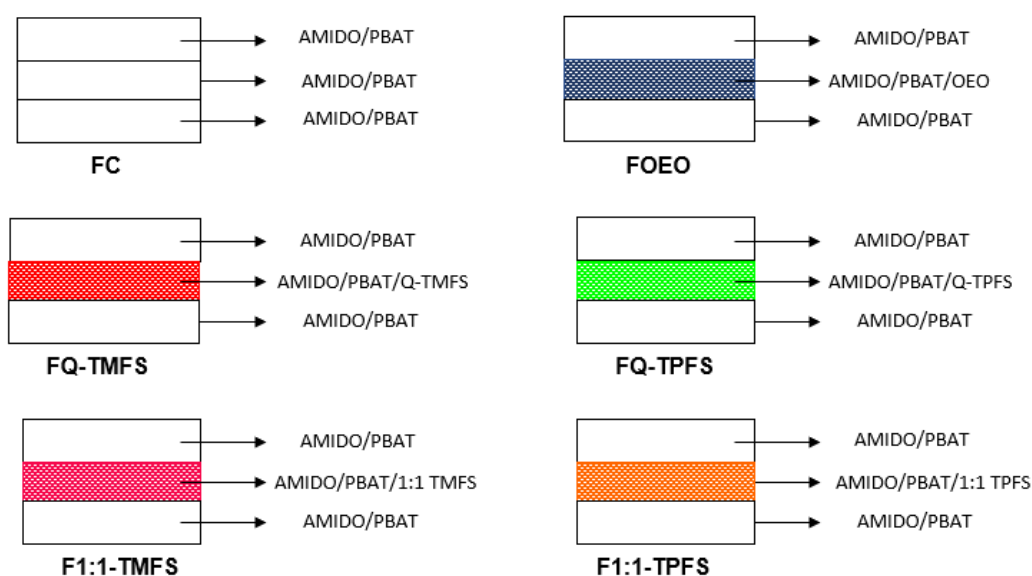 AMIDO/PBAT
AMIDO/PBAT
AMIDO/PBAT
FC
AMIDO/PBAT
AMIDO/PBAT/OEO
AMIDO/PBAT
FOEO
AMIDO/PBAT
AMIDO/PBAT/Q-TMFS
AMIDO/PBAT
FQ-TMFS
AMIDO/PBAT
AMIDO/PBAT/Q-TPFS
AMIDO/PBAT
FQ-TPFS
AMIDO/PBAT
AMIDO/PBAT/1:1 TMFS
AMIDO/PBAT
F1:1-TMFS
AMIDO/PBAT
AMIDO/PBAT/1:1 TPFS
AMIDO/PBAT
F1:1-TPFS